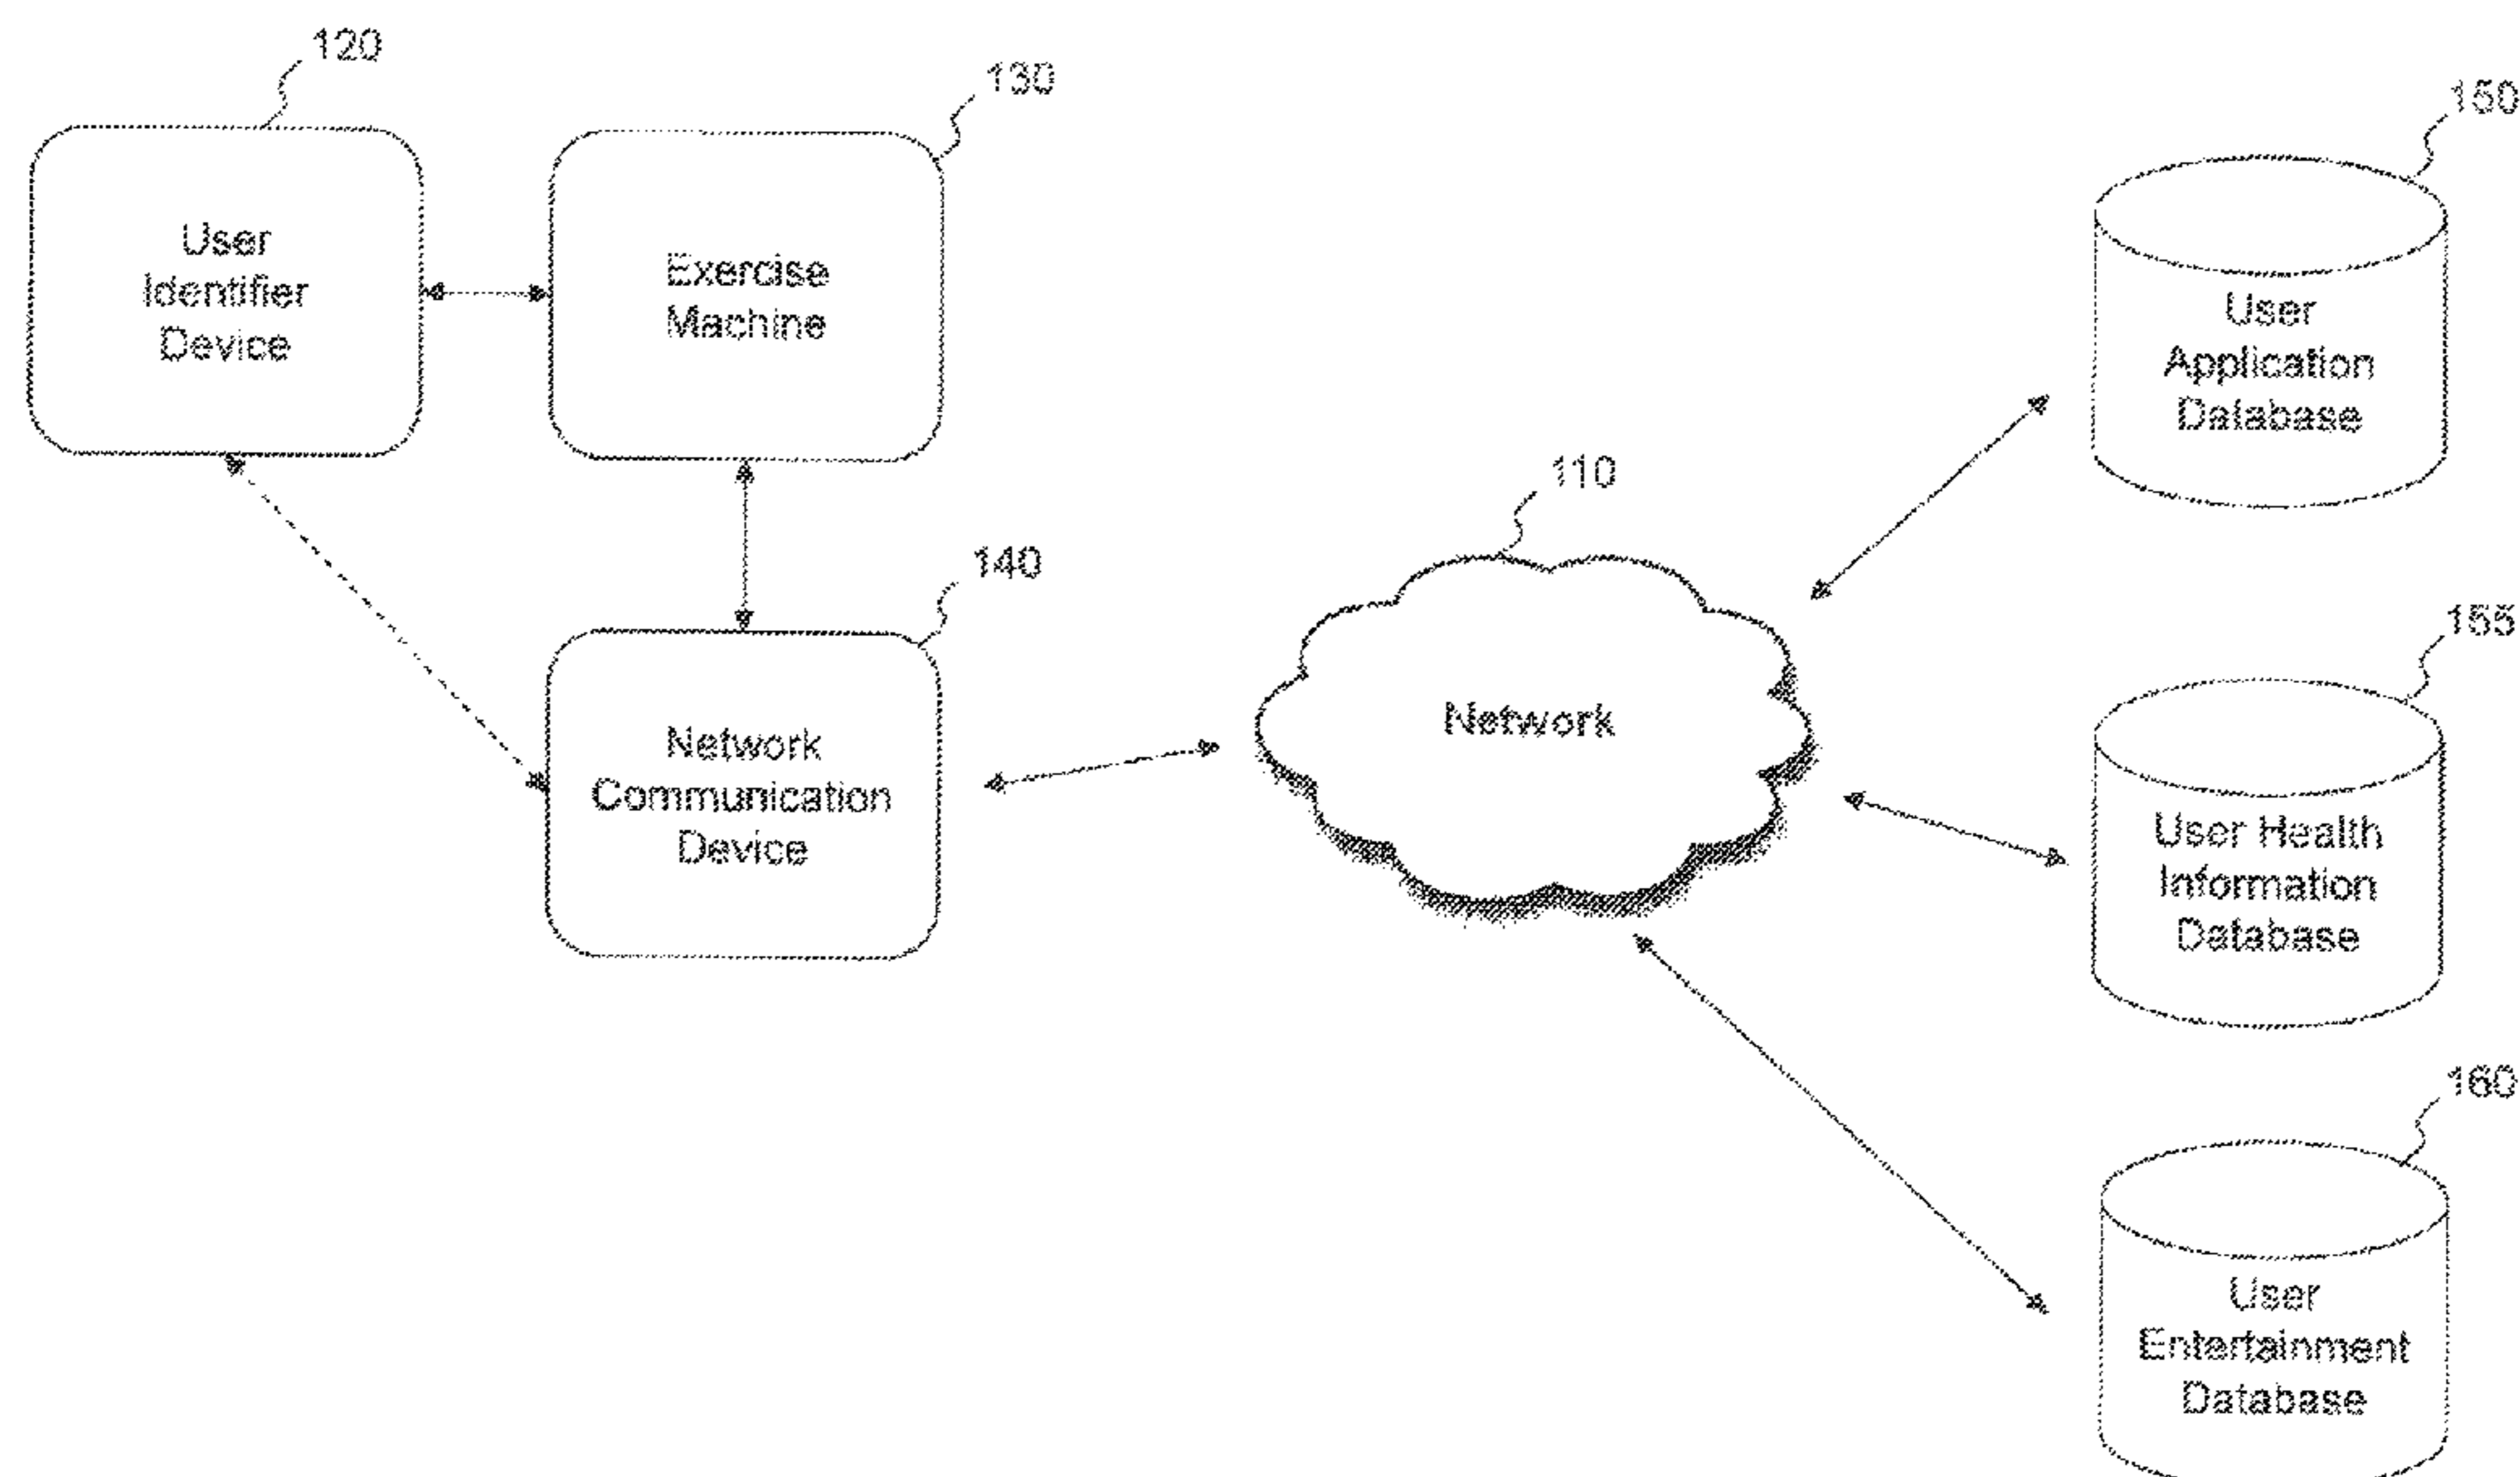 120
130
150
User
Identifier
Device
Exercise
Machine
User
Application
Database
110
140
155
Network
Network
Communication
Device
User Health
Information
Database
160
User
Entertainment
Database